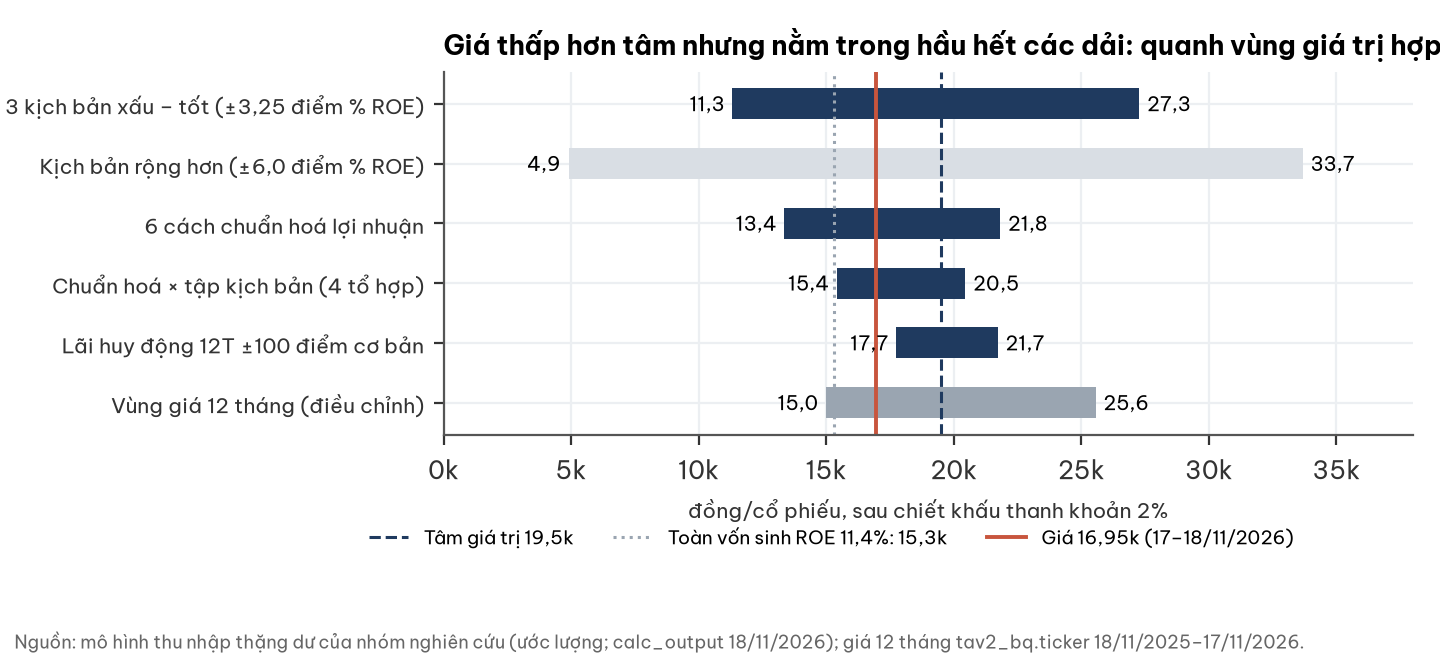 Giá thấp hơn tâm nhưng nằm trong hầu hết các dải: quanh vùng giá trị hợp
3 kịch bản xấu – tốt (±3,25 điểm % ROE)
11,3
27,3
Kịch bản rộng hơn (±6,0 điểm % ROE)
4,9
33,7
6 cách chuẩn hoá lợi nhuận
13,4
21,8
Chuẩn hoá × tập kịch bản (4 tổ hợp)
15,4
20,5
Lãi huy động 12T ±100 điểm cơ bản
17,7
21,7
Vùng giá 12 tháng (điều chỉnh)
15,0
25,6
0k 5k 10k 15k 20k 25k 30k 35k
đồng/cổ phiếu, sau chiết khấu thanh khoản 2%
Tâm giá trị 19,5k Toàn vốn sinh ROE 11,4%: 15,3k Giá 16,95k (17–18/11/2026)
Nguồn: mô hình thu nhập thặng dư của nhóm nghiên cứu (ước lượng; calc_output 18/11/2026); giá 12 tháng tav2_bq.ticker 18/11/2025–17/11/2026.